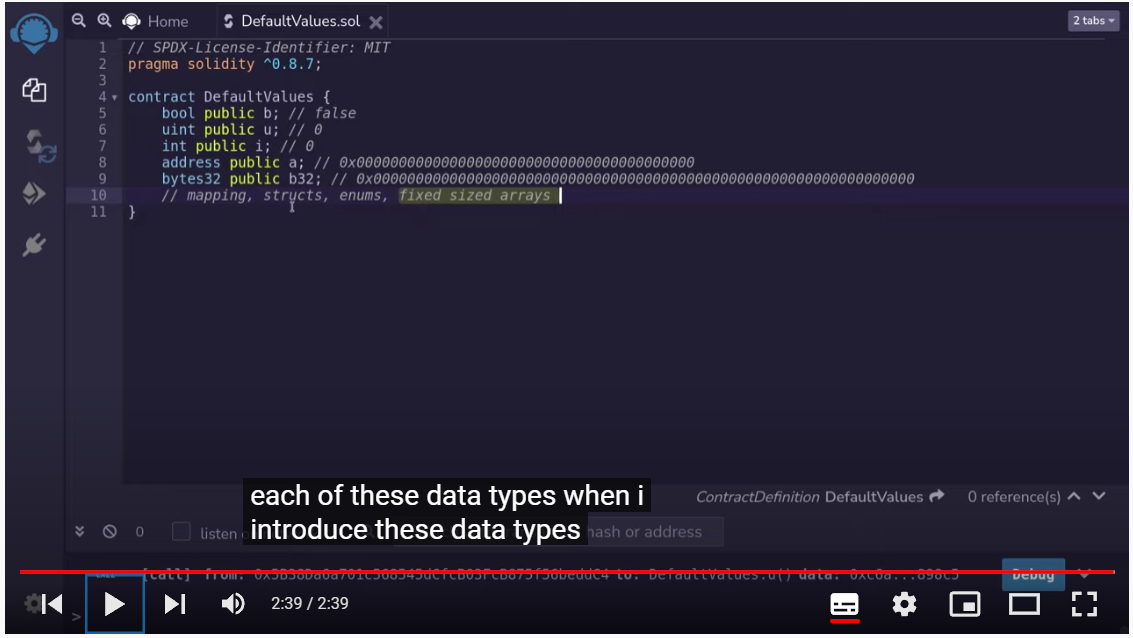 Home
DefaultValues.sol
2 tabs
1 // SPDX-License-Identifier: MIT
2 pragma solidity ^0.8.7;
3
4 contract DefaultValues {
5 bool public b; // false
6 uint public u; // 0
7 int public i; // 0
8 address public a; // 0x0000000000000000000000000000000000000000
9 bytes32 public b32; // 0x0000000000000000000000000000000000000000000000000000000000000000
10 // mapping, structs, enums, fixed sized arrays
11 }
each of these data types when i
introduce these data types
ContractDefinition DefaultValues 0 reference(s)
0 listen hash or address
[call] from: to: DefaultValues.u() data: Debug
>
2:39 / 2:39